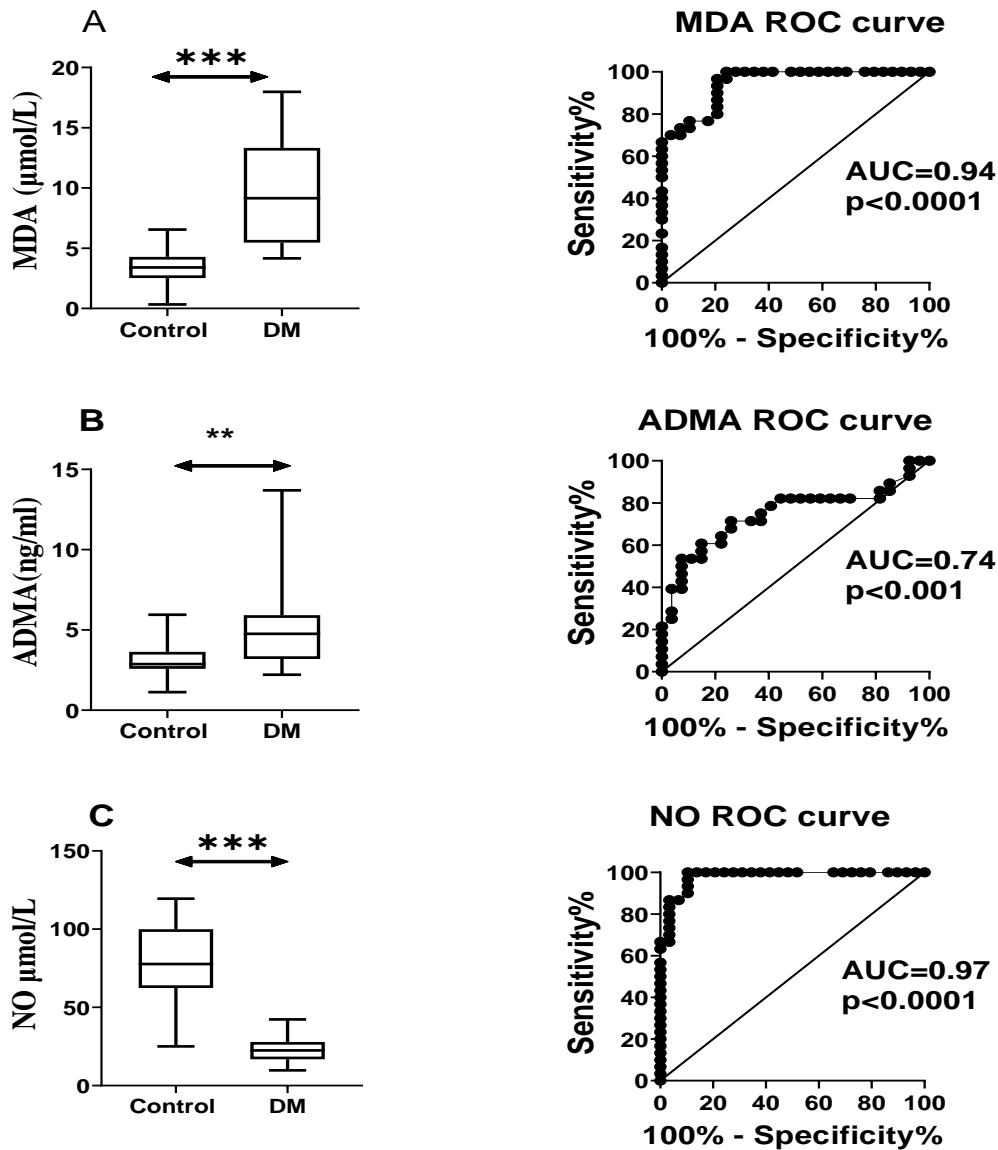 A
***
MDA (µmol/L)
20
15
10
5
0
Control
DM
MDA ROC curve
Sensitivity%
100
80
60
40
20
0
0 20 40 60 80 100
100% - Specificity%
AUC=0.94
p<0.0001
B
**
ADMA(ng/ml)
15
10
5
0
Control
DM
ADMA ROC curve
Sensitivity%
100
80
60
40
20
0
0 20 40 60 80 100
100% - Specificity%
AUC=0.74
p<0.001
C
***
NO µmol/L
150
100
50
0
Control
DM
NO ROC curve
Sensitivity%
100
80
60
40
20
0
0 20 40 60 80 100
100% - Specificity%
AUC=0.97
p<0.0001